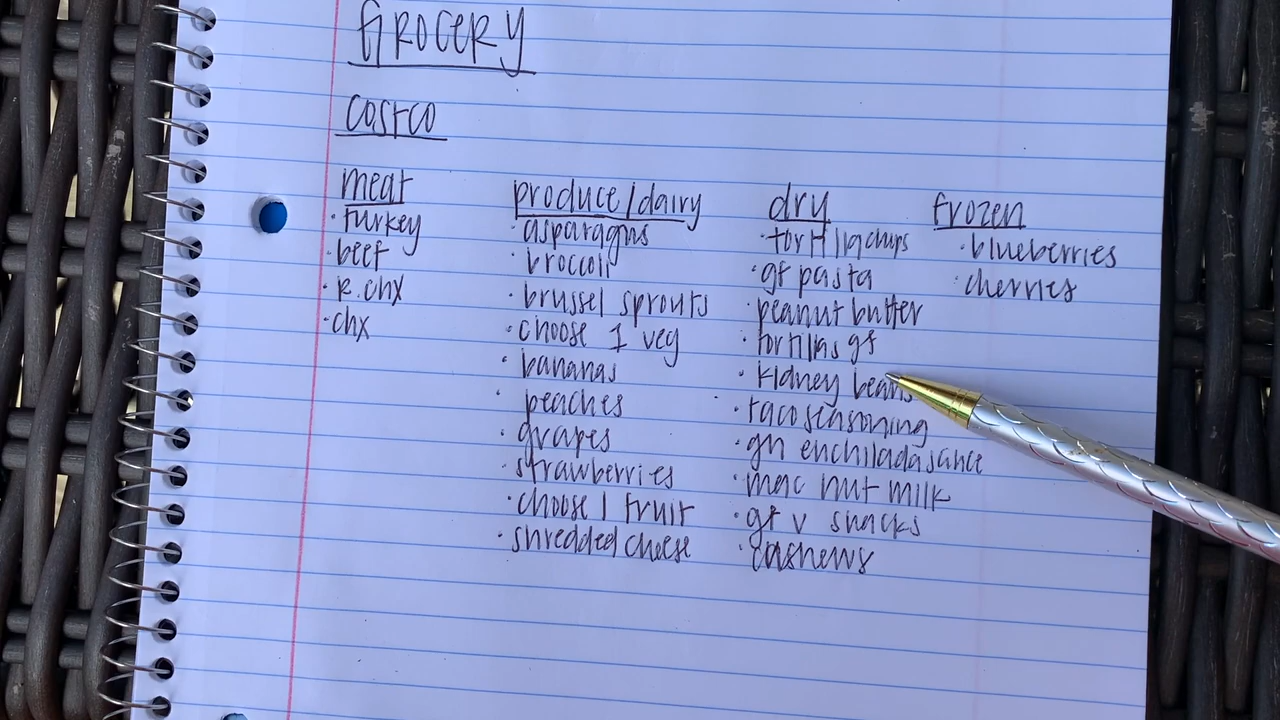 GROCERY
COSTCO
meat
· turkey
· beef
· R. chx
· chx
produce/dairy
· asparagus
· broccoli
· brussel sprouts
· choose 1 veg
· bananas
· peaches
· grapes
· strawberries
· choose 1 fruit
· shredded cheese
dry
· tortilla chips
· gf pasta
· peanut butter
· tortillas gf
· kidney beans
· taco seasoning
· gn enchilada sauce
· mac nut milk
· gf v snacks
· cashews
frozen
· blueberries
· cherries